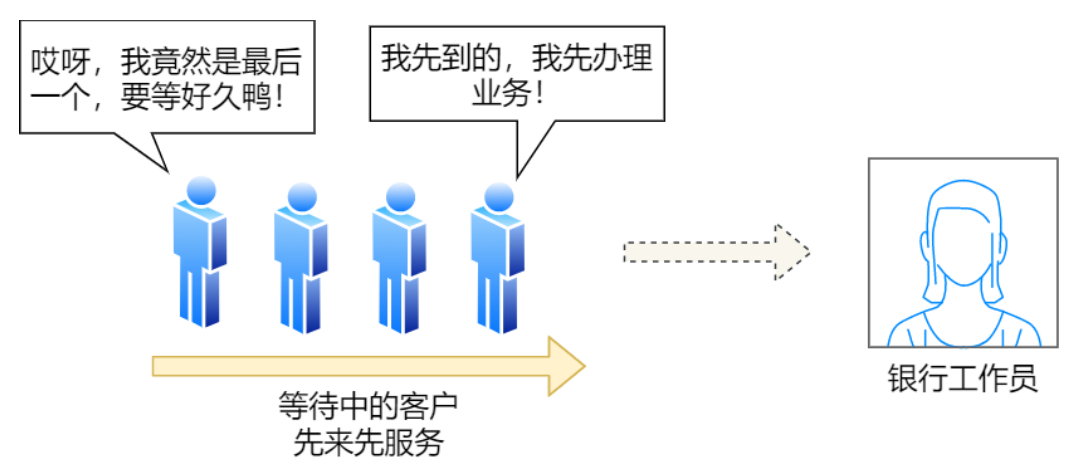 哎呀，我竟然是最后
一个，要等好久鸭！
我先到的，我先办理
业务！
等待中的客户
先来先服务
银行工作员